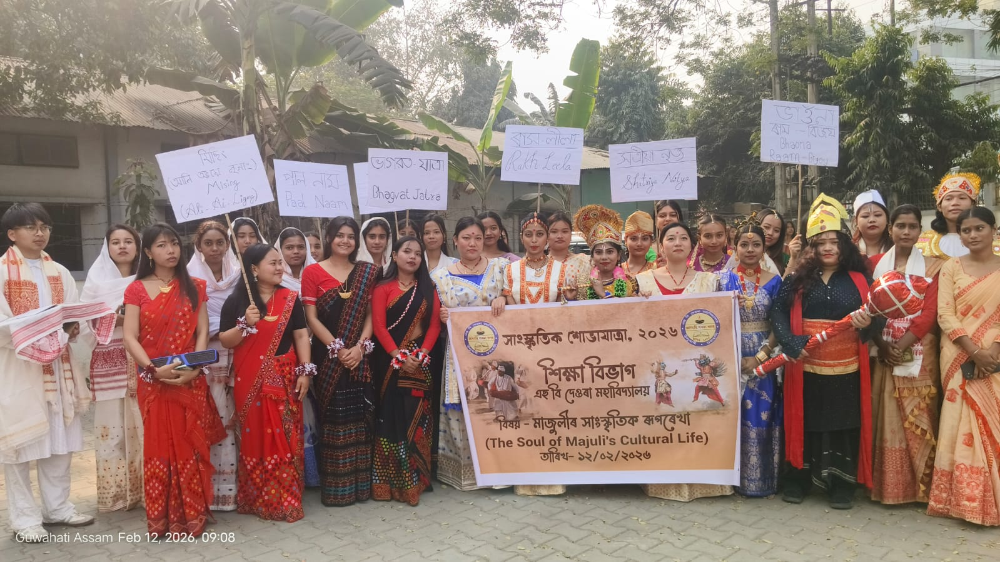 মিচিং
(আলি আয়ে লৃগাং)
Mising
(Ali-Ai-Ligang)
পাল নাম
Paal Naam
ভাগৱত-যাত্ৰা
Bhagvat Jatra
ৰাস-লীলা
Rakh Leela
সত্ৰীয়া নৃত্য
Shatriya Nritya
ভাওনা
ৰাম-বিজয়
Bhaona
Raam-Bijoy
সাংস্কৃতিক শোভাযাত্ৰা, ২০২৬
শিক্ষা বিভাগ
এছ বি দেওৰা মহাবিদ্যালয়
বিষয় - মাজুলীৰ সাংস্কৃতিক ৰূপৰেখা
(The Soul of Majuli's Cultural Life)
তাৰিখ- ১২/০২/২০২৬
Guwahati Assam Feb 12, 2026, 09:08